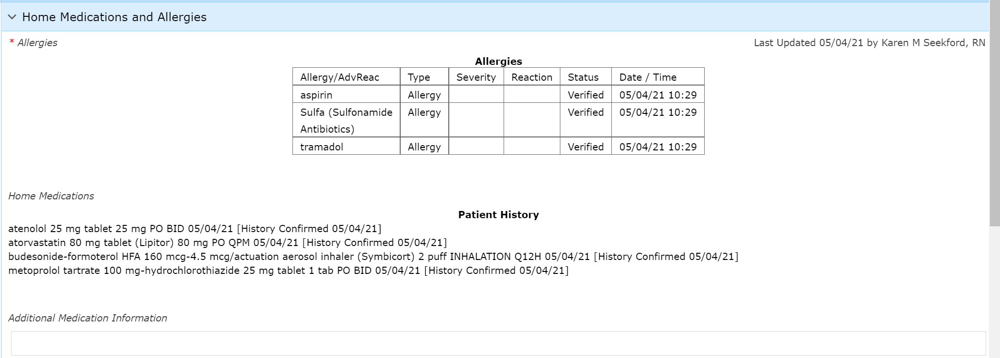 Home Medications and Allergies
* Allergies
Last Updated 05/04/21 by Karen M Seekford, RN
Allergies
Allergy/AdvReac Type Severity Reaction Status Date / Time
aspirin Allergy Verified 05/04/21 10:29
Sulfa (Sulfonamide Allergy Verified 05/04/21 10:29
Antibiotics)
tramadol Allergy Verified 05/04/21 10:29
Home Medications
Patient History
atenolol 25 mg tablet 25 mg PO BID 05/04/21 [History Confirmed 05/04/21]
atorvastatin 80 mg tablet (Lipitor) 80 mg PO QPM 05/04/21 [History Confirmed 05/04/21]
budesonide-formoterol HFA 160 mcg-4.5 mcg/actuation aerosol inhaler (Symbicort) 2 puff INHALATION Q12H 05/04/21 [History Confirmed 05/04/21]
metoprolol tartrate 100 mg-hydrochlorothiazide 25 mg tablet 1 tab PO BID 05/04/21 [History Confirmed 05/04/21]
Additional Medication Information